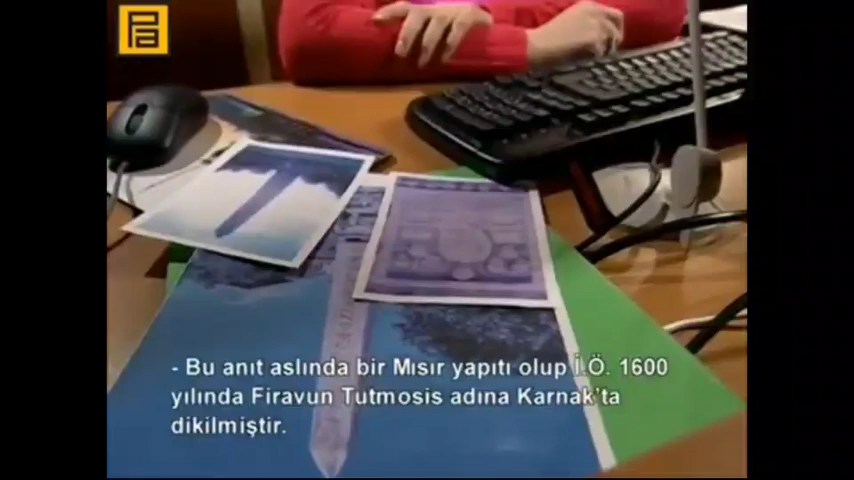 - Bu anıt aslında bir Mısır yapıtı olup İ.Ö. 1600
yılında Firavun Tutmosis adına Karnak'ta
dikilmiştir.